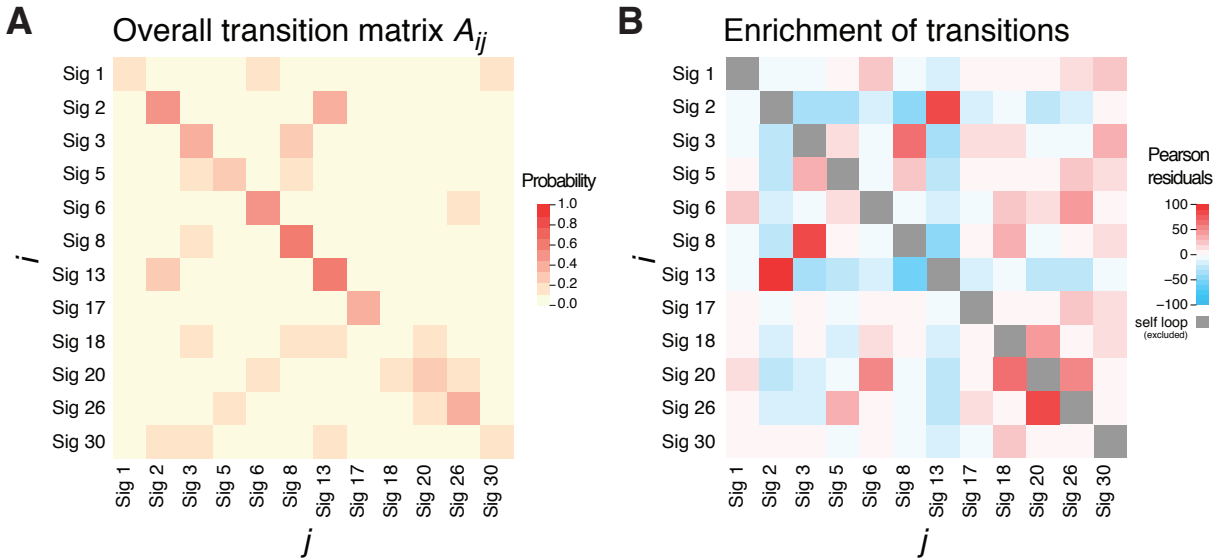 A
Overall transition matrix A_ij
Sig 1
Sig 2
Sig 3
Sig 5
Sig 6
Sig 8
Sig 13
Sig 17
Sig 18
Sig 20
Sig 26
Sig 30
i
Sig 1
Sig 2
Sig 3
Sig 5
Sig 6
Sig 8
Sig 13
Sig 17
Sig 18
Sig 20
Sig 26
Sig 30
j
Probability
1.0
0.8
0.6
0.4
0.2
0.0
B
Enrichment of transitions
Sig 1
Sig 2
Sig 3
Sig 5
Sig 6
Sig 8
Sig 13
Sig 17
Sig 18
Sig 20
Sig 26
Sig 30
i
Sig 1
Sig 2
Sig 3
Sig 5
Sig 6
Sig 8
Sig 13
Sig 17
Sig 18
Sig 20
Sig 26
Sig 30
j
Pearson
residuals
100
50
0
−50
−100
self loop
(excluded)